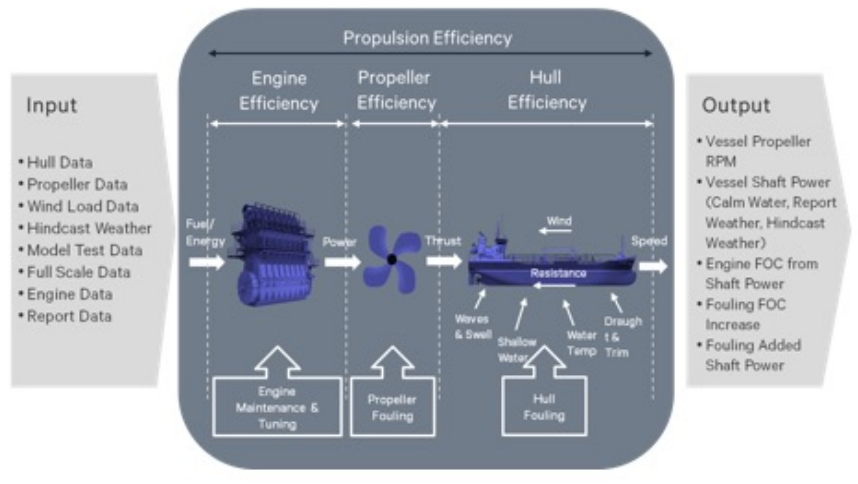 Propulsion Efficiency
Engine
Efficiency
Propeller
Efficiency
Hull
Efficiency
Input
• Hull Data
• Propeller Data
• Wind Load Data
• Hindcast Weather
• Model Test Data
• Full Scale Data
• Engine Data
• Report Data
Fuel/
Energy
Power
Thrust
Wind
Resistance
Speed
Waves
& Swell
Shallow
Water
Water
Temp
Draugh
t &
Trim
Engine
Maintenance &
Tuning
Propeller
Fouling
Hull
Fouling
Output
• Vessel Propeller
RPM
• Vessel Shaft Power
(Calm Water, Report
Weather, Hindcast
Weather)
• Engine FOC from
Shaft Power
• Fouling FOC
Increase
• Fouling Added
Shaft Power